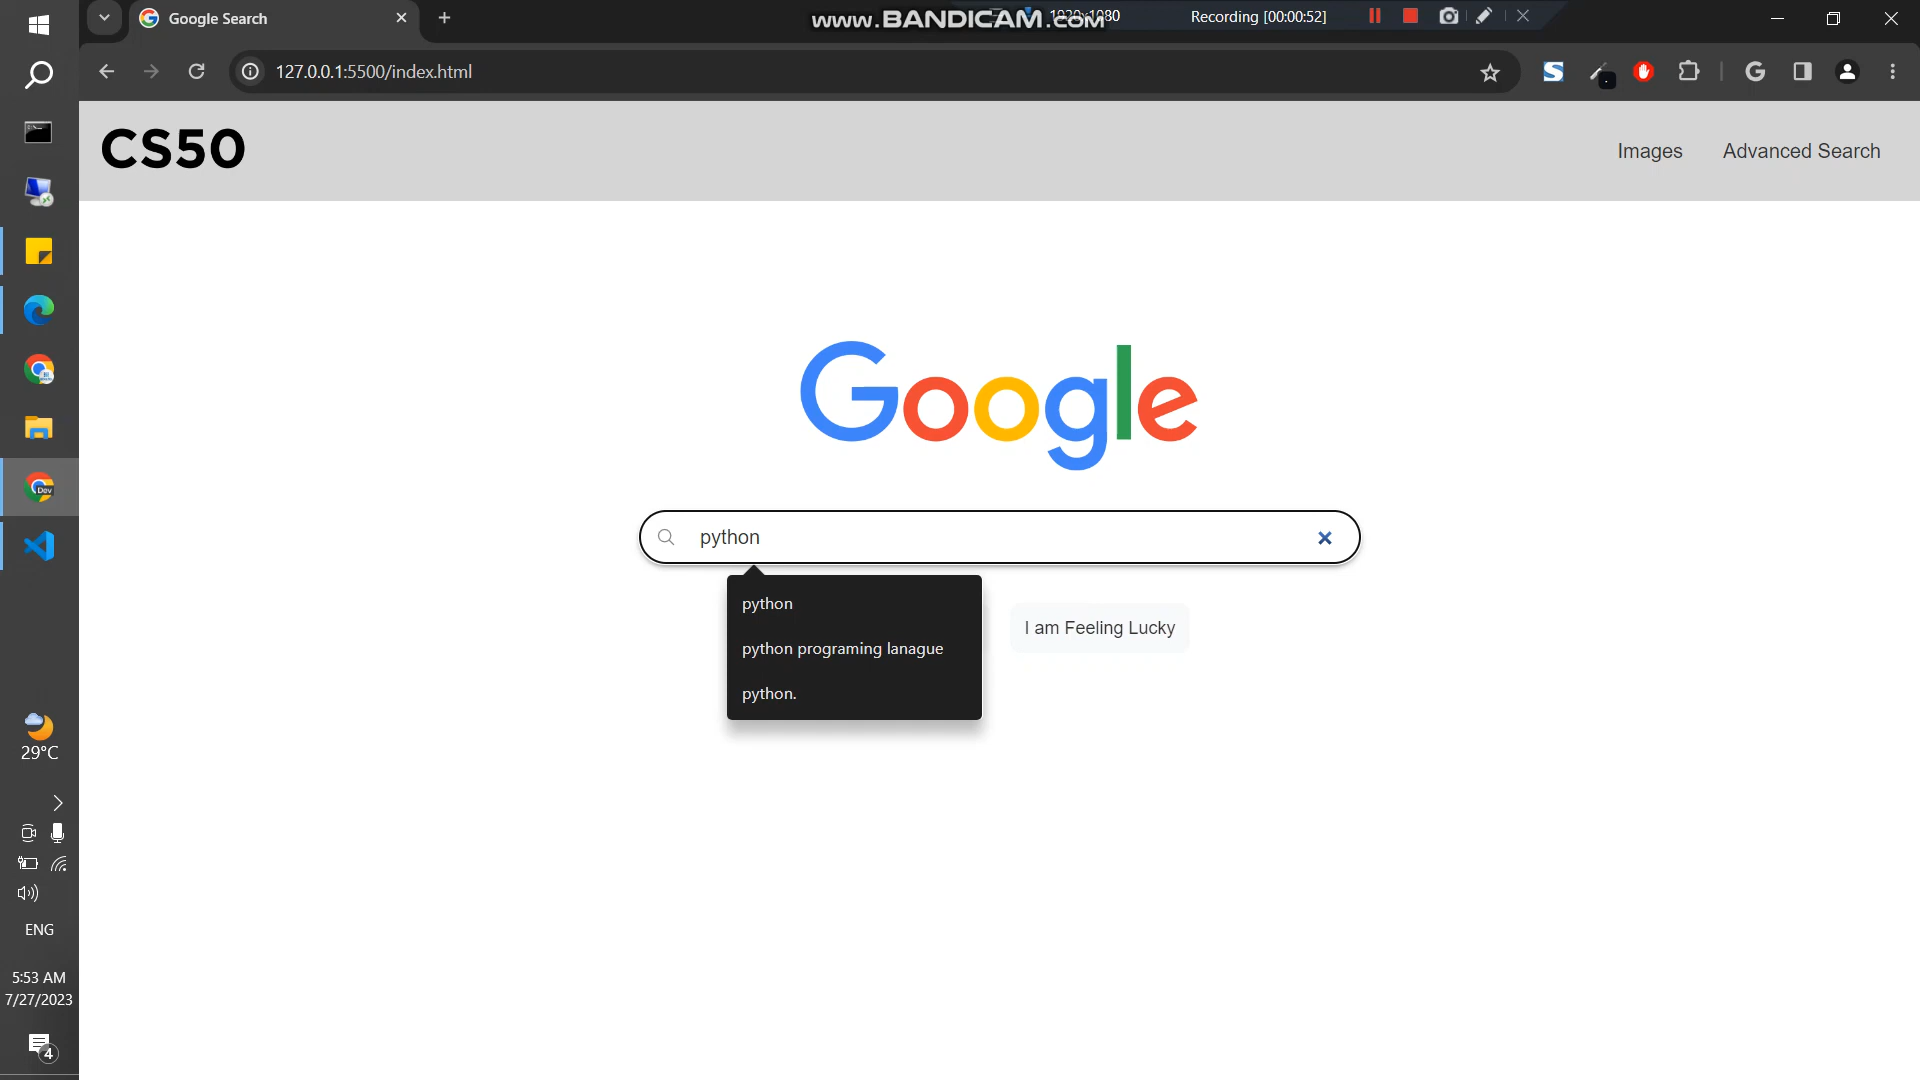 Google Search
www.BANDICAM.com
1920x1080
Recording [00:00:52]
127.0.0.1:5500/index.html
CS50
Images
Advanced Search
Google
python
python
I am Feeling Lucky
python programing lanague
python.
Dev
29°C
ENG
5:53 AM
7/27/2023
4